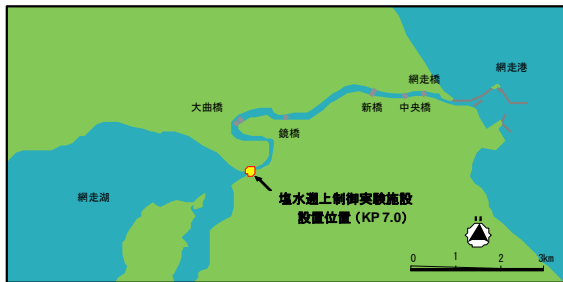 網走港
網走橋
大曲橋
新橋
中央橋
鏡橋
網走湖
塩水遡上制御実験施設
設置位置（KP 7.0）
0 1 2 3km